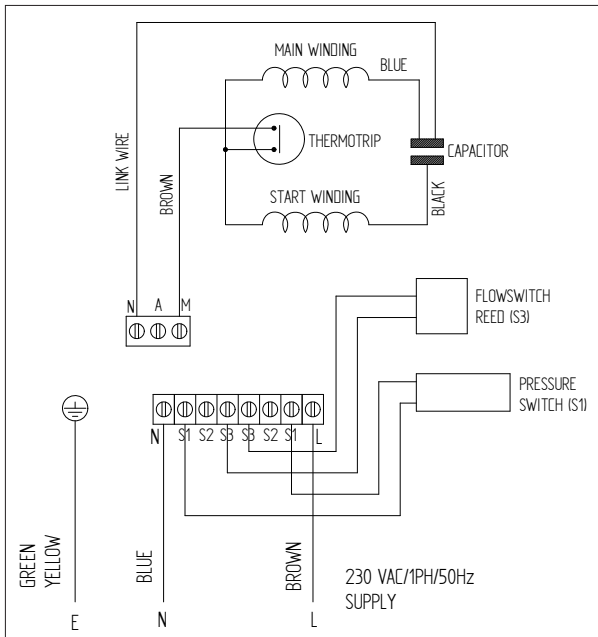 MAIN WINDING
BLUE
THERMOTRIP
CAPACITOR
LINK WIRE
BROWN
START WINDING
BLACK
N A M
FLOWSWITCH
REED (S3)
PRESSURE
SWITCH (S1)
N S1 S2 S3 S3 S2 S1 L
GREEN
YELLOW
BLUE
BROWN
230 VAC/1PH/50Hz
SUPPLY
E N L